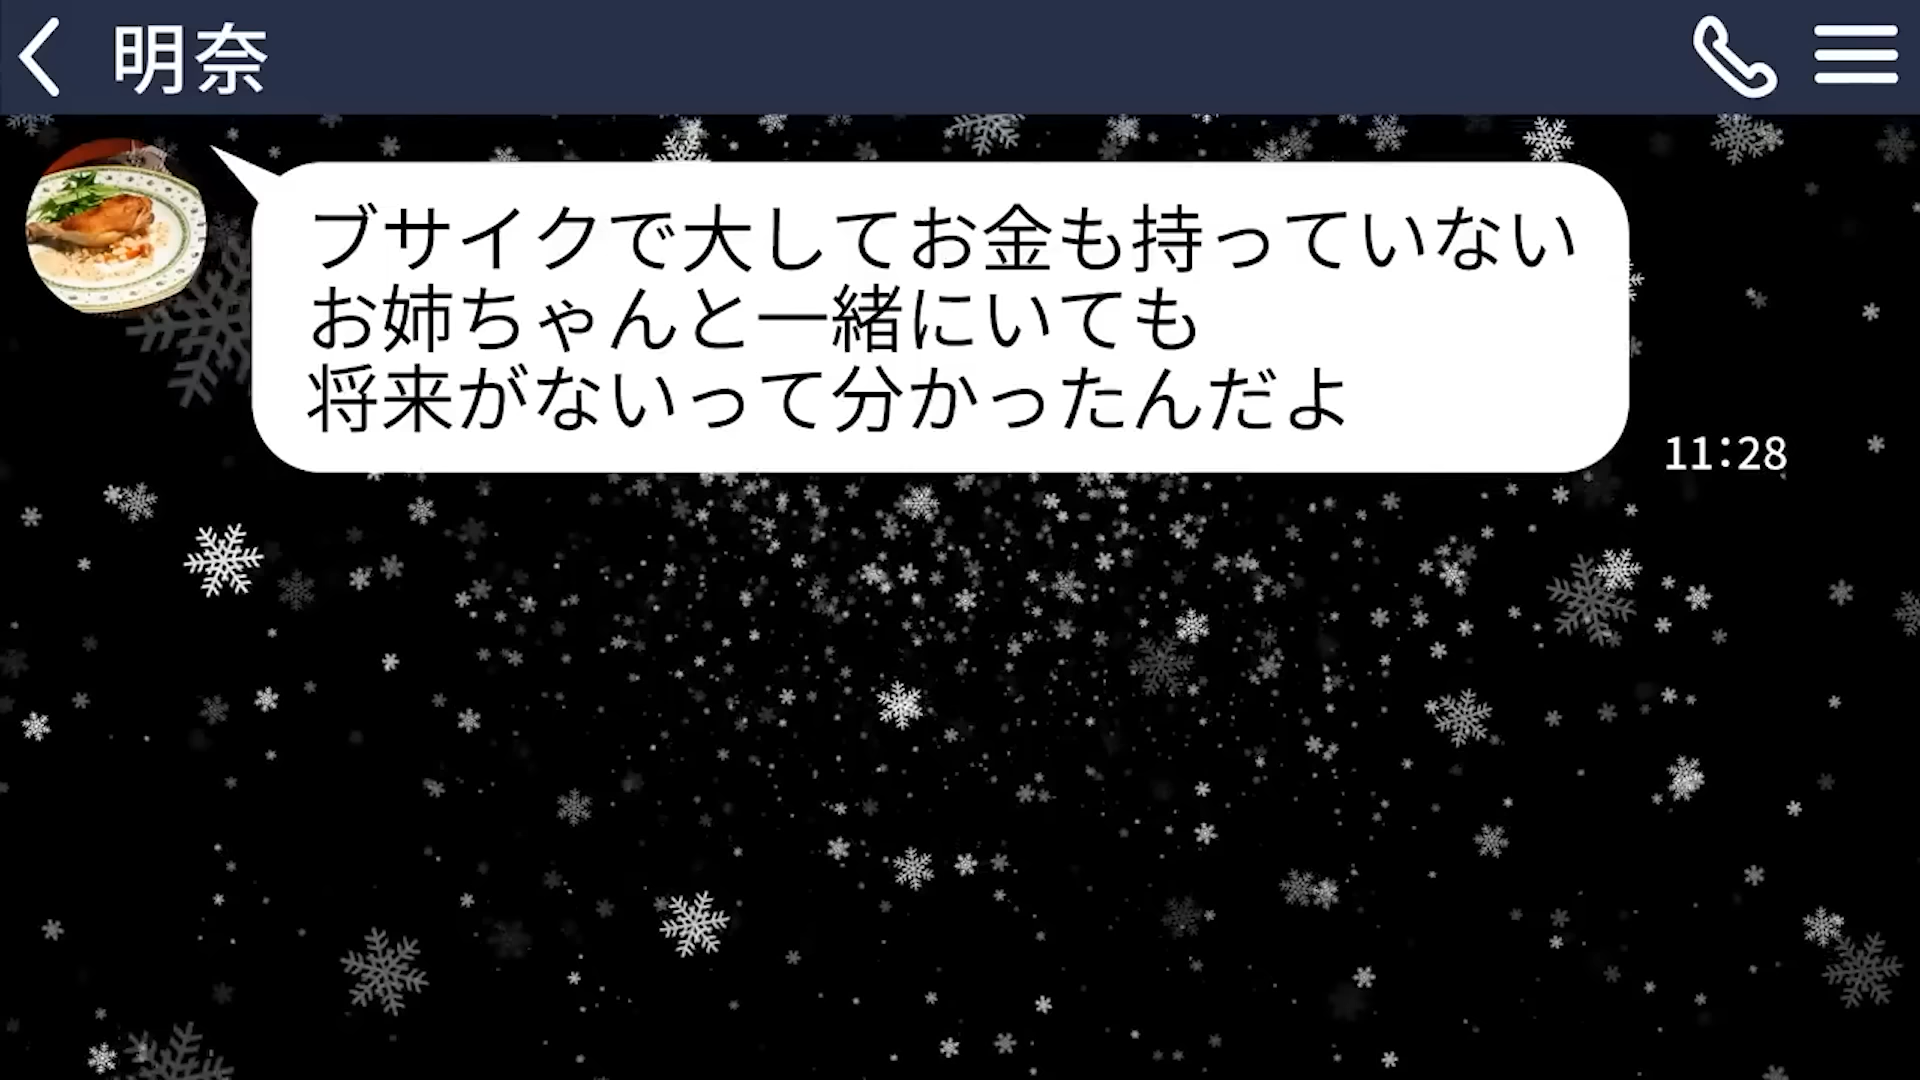 明奈
ブサイクで大してお金も持っていない
お姉ちゃんと一緒にいても
将来がないって分かったんだよ
11:28